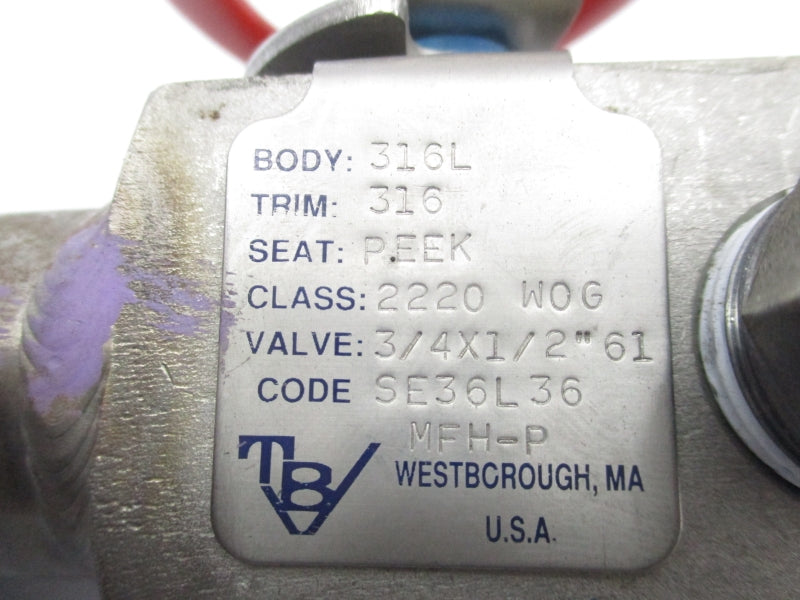 BODY: 316L
TRIM: 316
SEAT: PEEK
CLASS: 2220 WOG
VALVE: 3/4X1/2"61
CODE SE36L36
MFH-P
TBV
WESTBOROUGH, MA
U.S.A.